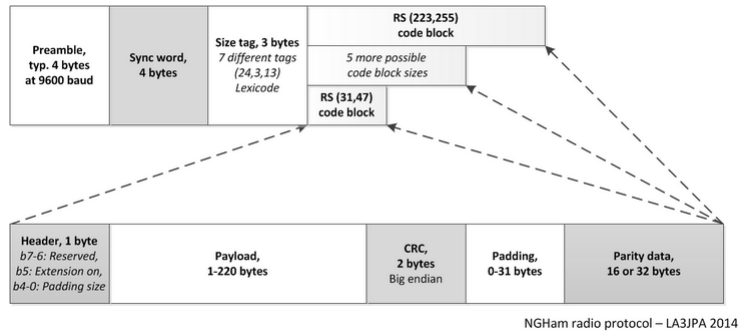 Preamble,
typ. 4 bytes
at 9600 baud
Sync word,
4 bytes
Size tag, 3 bytes
7 different tags
(24,3,13)
Lexicode
RS (223,255)
code block
5 more possible
code block sizes
RS (31,47)
code block
Header, 1 byte
b7-6: Reserved,
b5: Extension on,
b4-0: Padding size
Payload,
1-220 bytes
CRC,
2 bytes
Big endian
Padding,
0-31 bytes
Parity data,
16 or 32 bytes
NGHam radio protocol – LA3JPA 2014